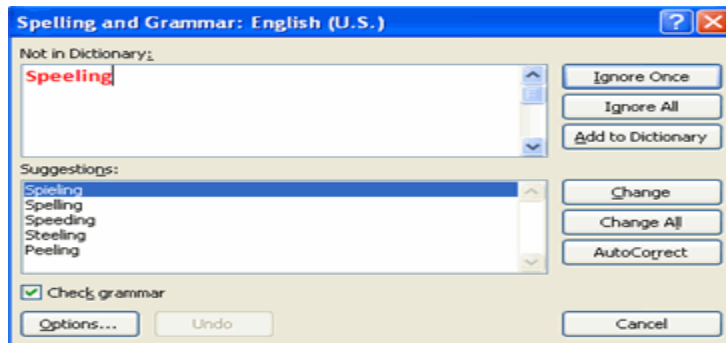 Spelling and Grammar: English (U.S.)
Not in Dictionary:
Speeling
Ignore Once
Ignore All
Add to Dictionary
Suggestions:
Spieling
Spelling
Speeding
Steeling
Peeling
Change
Change All
AutoCorrect
Check grammar
Options... Undo Cancel